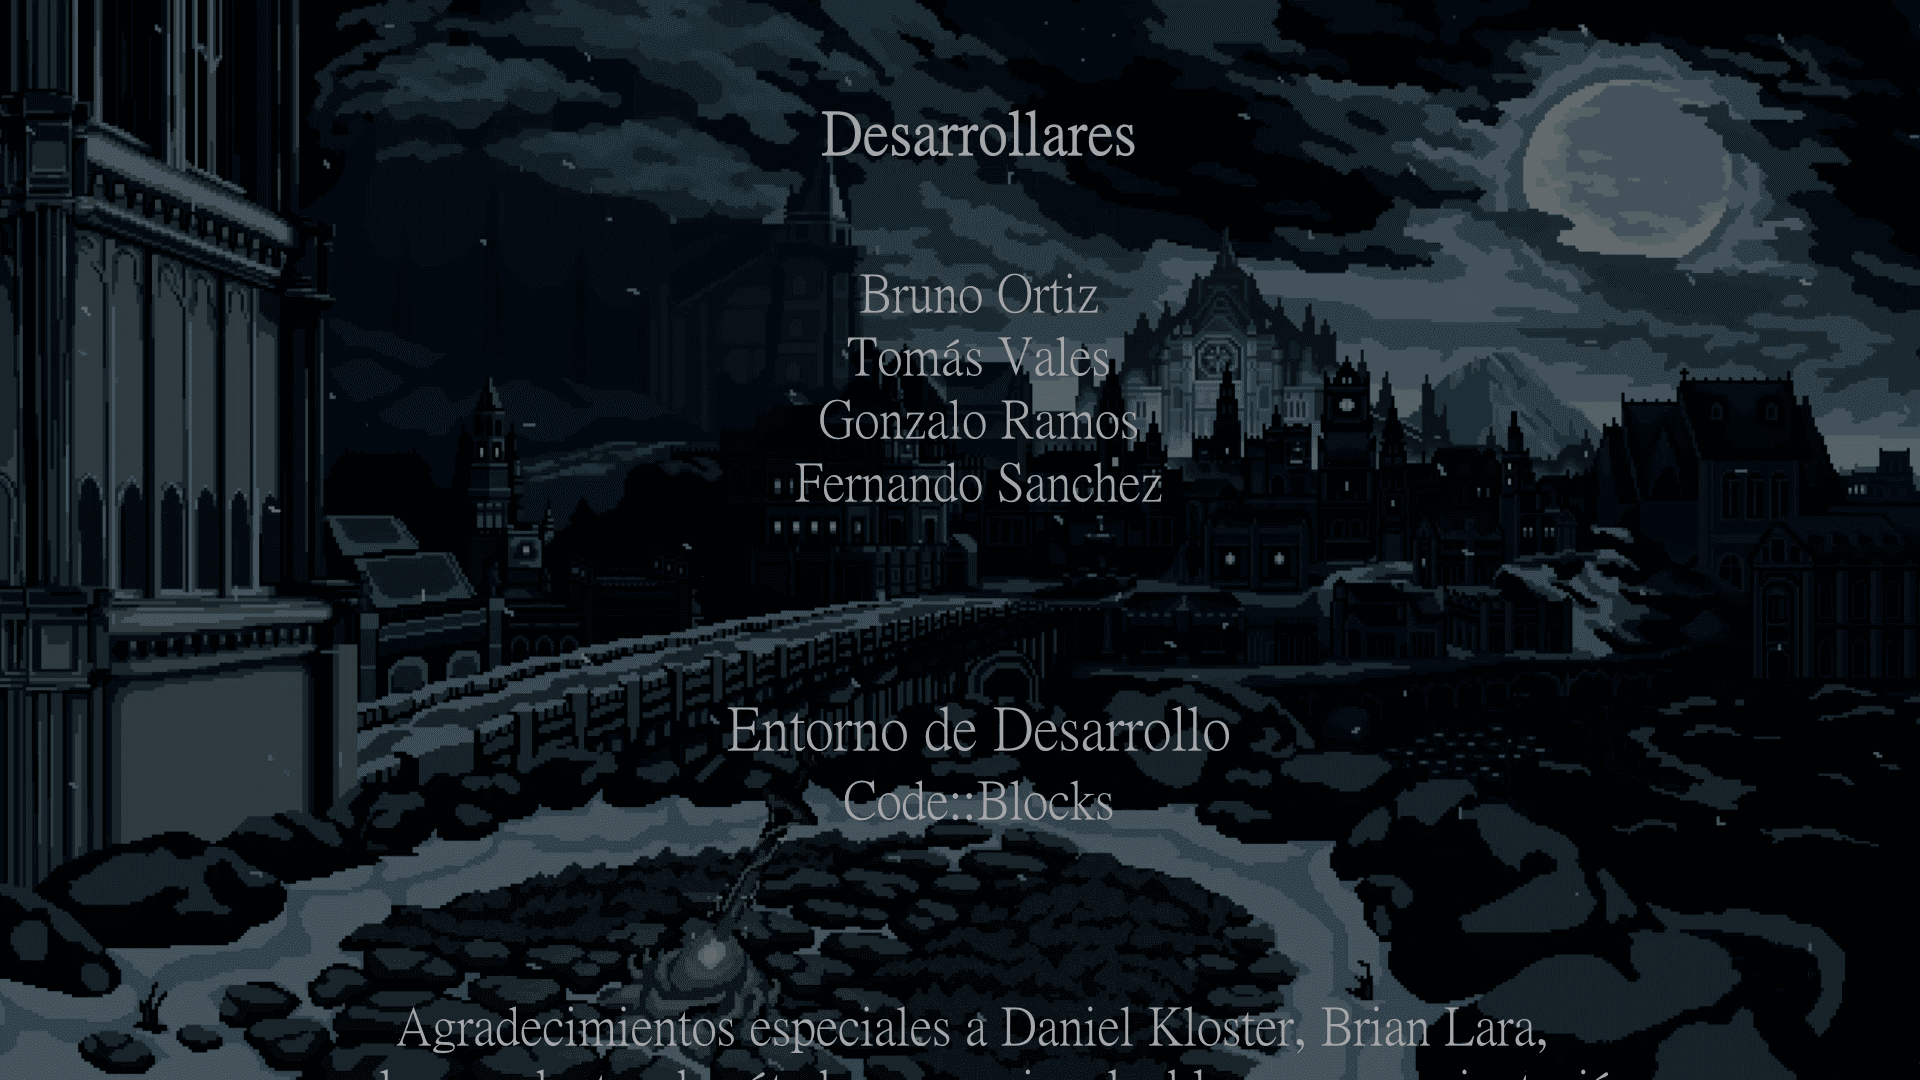 Desarrollares
Bruno Ortiz
Tomás Vales
Gonzalo Ramos
Fernando Sanchez
Entorno de Desarrollo
Code::Blocks
Agradecimientos especiales a Daniel Kloster, Brian Lara,